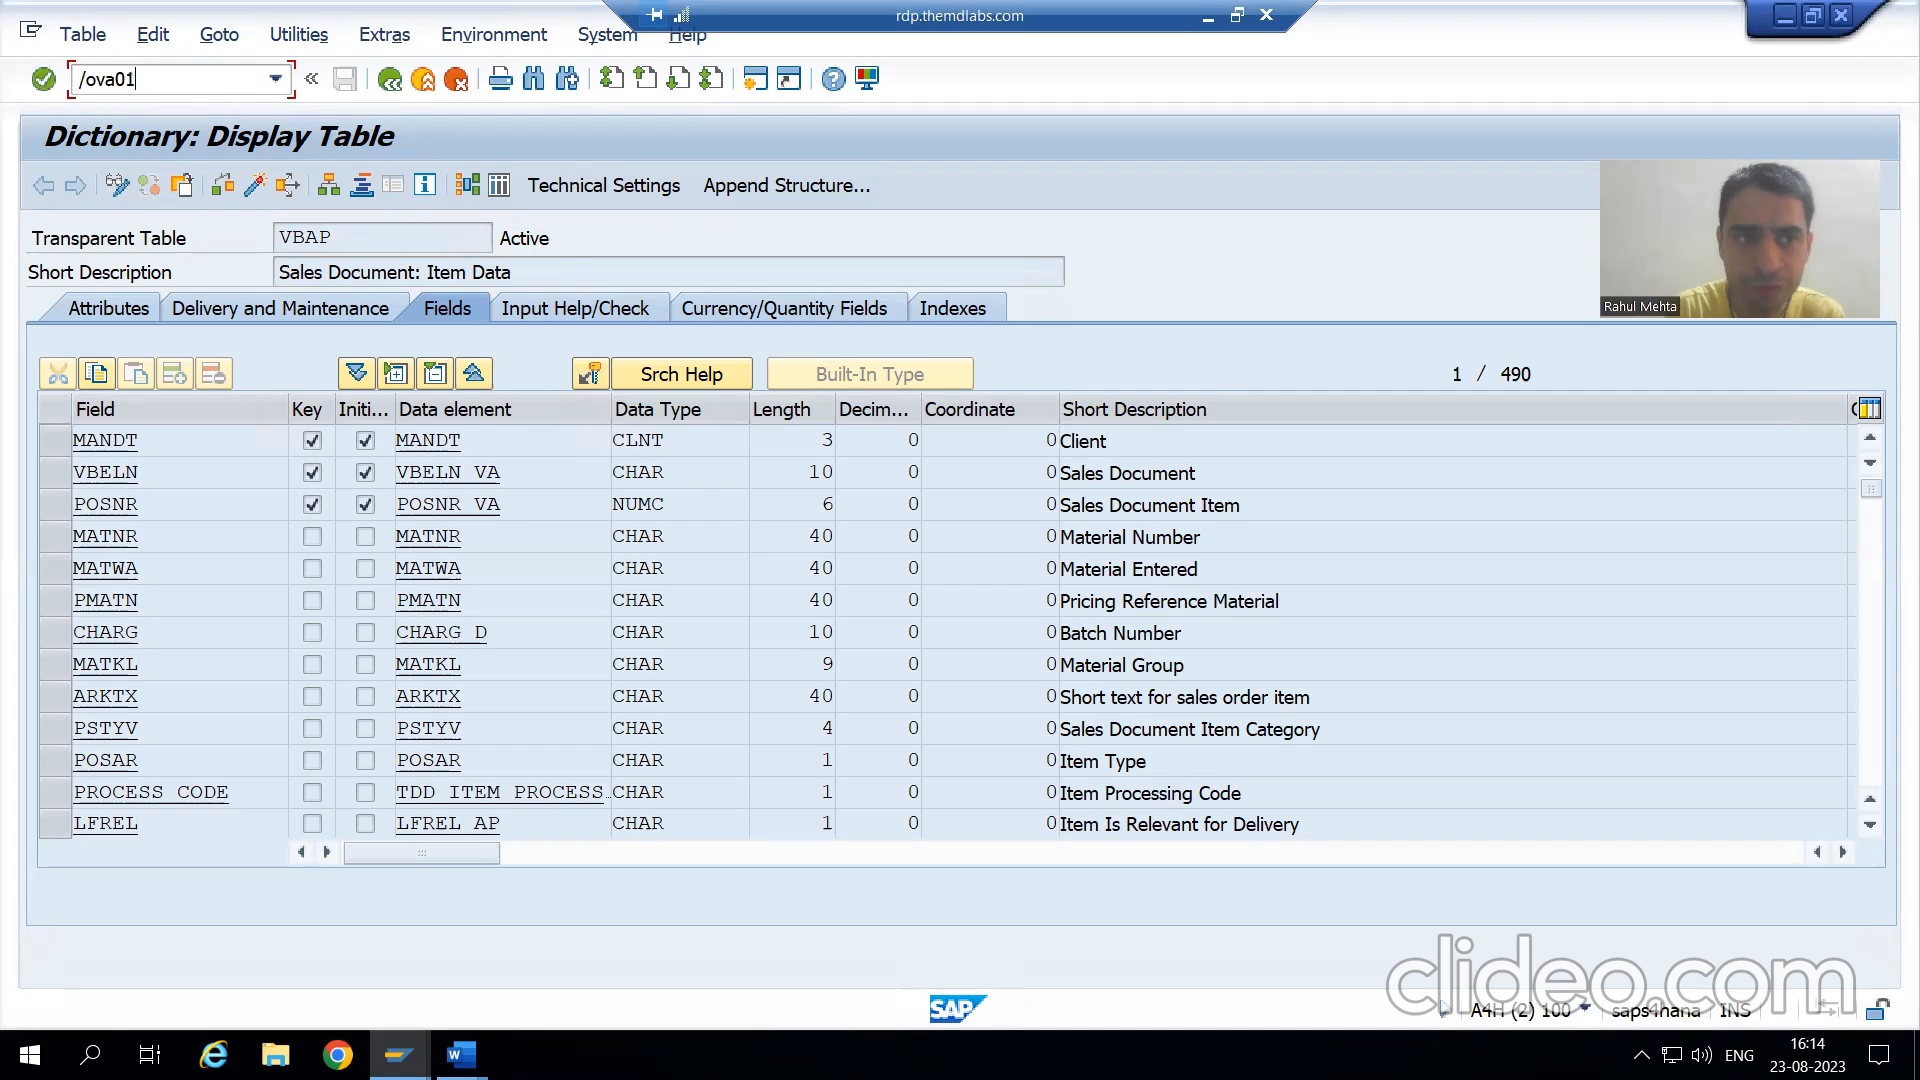 rdp.themdlabs.com
Table Edit Goto Utilities Extras Environment System Help
/ova01
Dictionary: Display Table
Technical Settings Append Structure...
Transparent Table VBAP Active
Short Description Sales Document: Item Data
Rahul Mehta
Attributes Delivery and Maintenance Fields Input Help/Check Currency/Quantity Fields Indexes
Srch Help Built-In Type 1 / 490
Field Key Initi... Data element Data Type Length Decim... Coordinate Short Description
MANDT MANDT CLNT 3 0 0 Client
VBELN VBELN_VA CHAR 10 0 0 Sales Document
POSNR POSNR_VA NUMC 6 0 0 Sales Document Item
MATNR MATNR CHAR 40 0 0 Material Number
MATWA MATWA CHAR 40 0 0 Material Entered
PMATN PMATN CHAR 40 0 0 Pricing Reference Material
CHARG CHARG_D CHAR 10 0 0 Batch Number
MATKL MATKL CHAR 9 0 0 Material Group
ARKTX ARKTX CHAR 40 0 0 Short text for sales order item
PSTYV PSTYV CHAR 4 0 0 Sales Document Item Category
POSAR POSAR CHAR 1 0 0 Item Type
PROCESS_CODE TDD_ITEM_PROCESS… CHAR 1 0 0 Item Processing Code
LFREL LFREL_AP CHAR 1 0 0 Item Is Relevant for Delivery
clideo.com
SAP
A4H (2) 100 saps4hana INS
ENG
16:14
23-08-2023